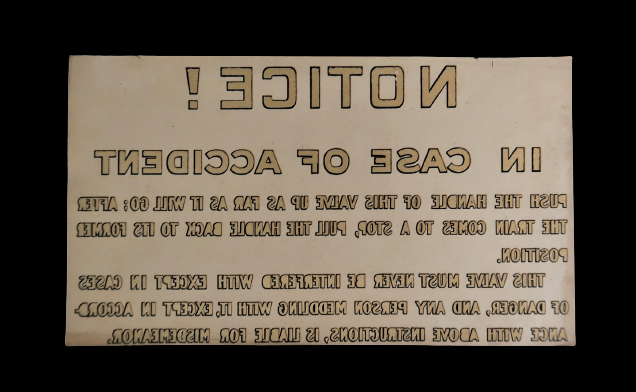 NOTICE!
IN CASE OF ACCIDENT
PUSH THE HANDLE OF THIS VALVE UP AS FAR AS IT WILL GO; AFTER
THE TRAIN COMES TO A STOP, PULL THE HANDLE BACK TO ITS FORMER
POSITION.
THIS VALVE MUST NEVER BE INTERFERED WITH EXCEPT IN CASES
OF DANGER, AND ANY PERSON MEDDLING WITH IT, EXCEPT IN ACCORD-
ANCE WITH ABOVE INSTRUCTIONS, IS LIABLE FOR MISDEMEANOR.